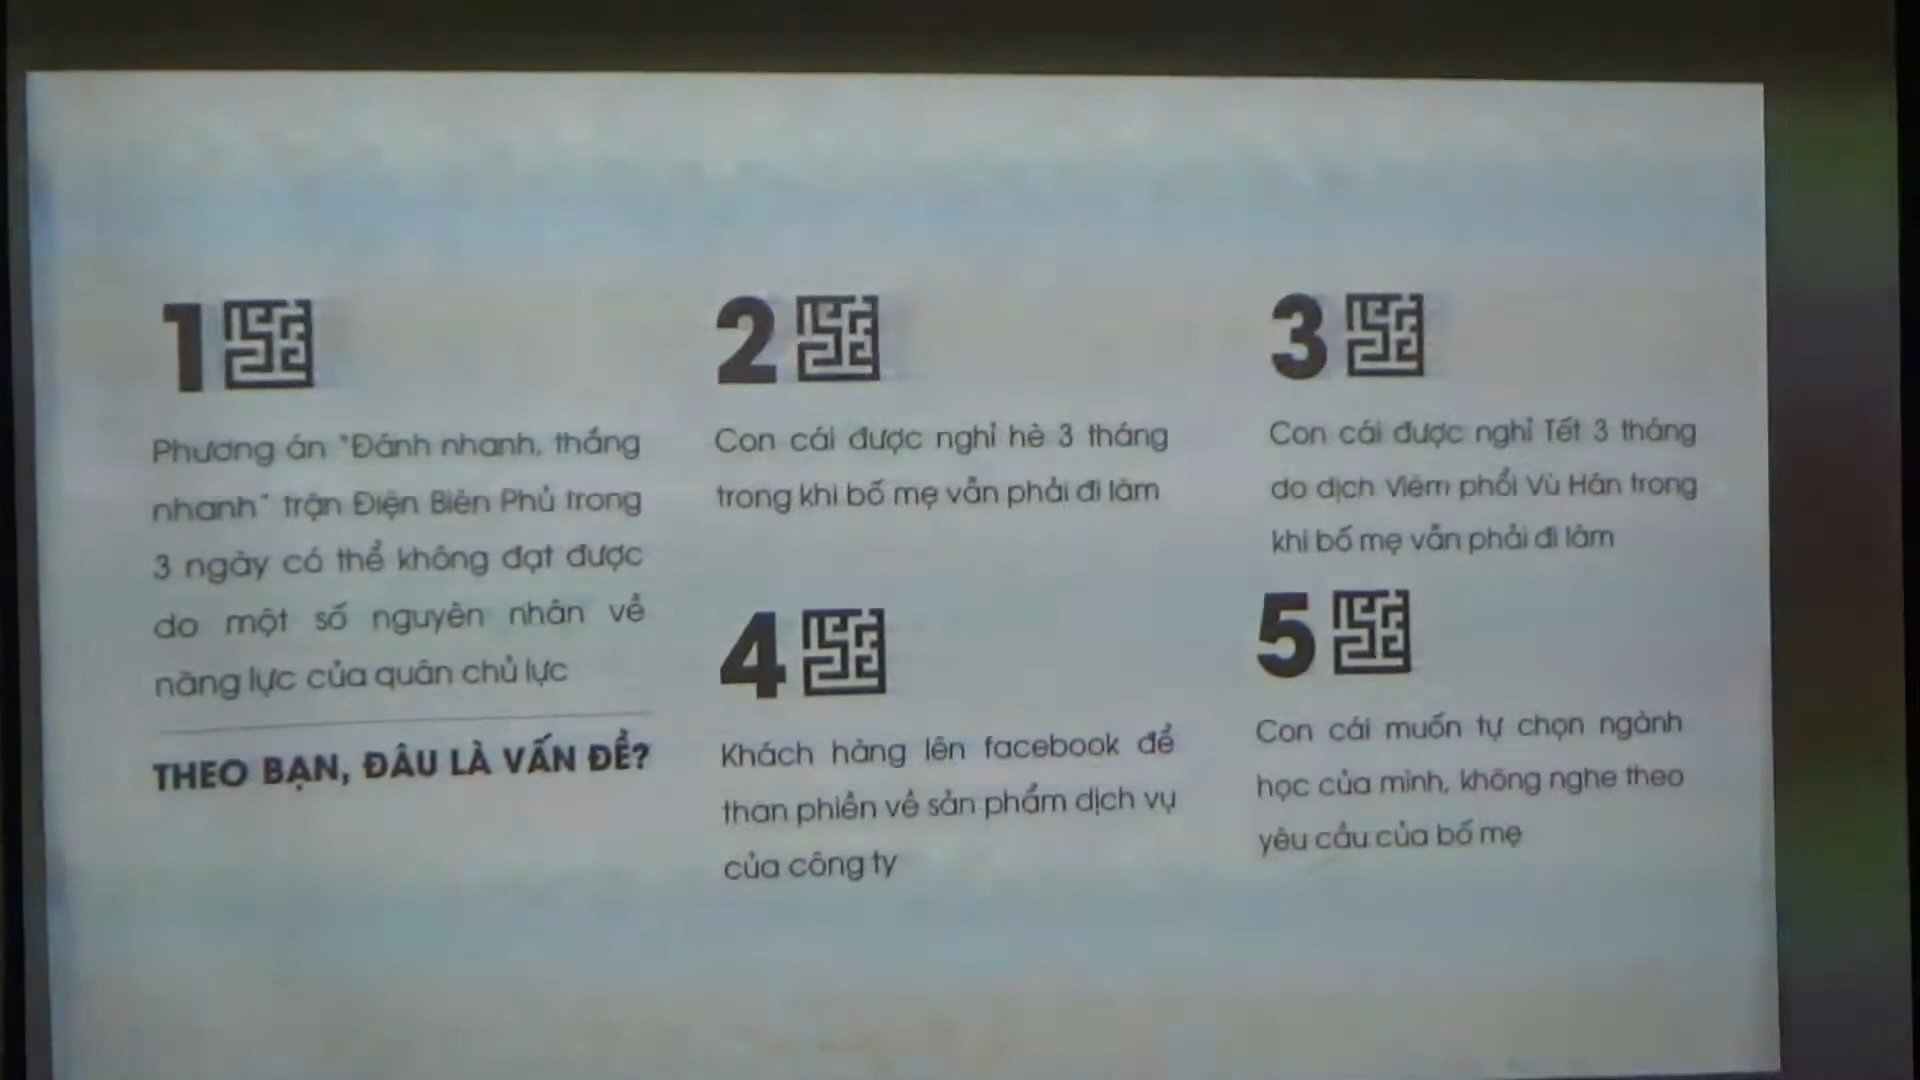 1
Phương án "Đánh nhanh, thắng
nhanh" trận Điện Biên Phủ trong
3 ngày có thể không đạt được
do một số nguyên nhân về
năng lực của quân chủ lực
THEO BẠN, ĐÂU LÀ VẤN ĐỀ?
2
Con cái được nghỉ hè 3 tháng
trong khi bố mẹ vẫn phải đi làm
3
Con cái được nghỉ Tết 3 tháng
do dịch Viêm phổi Vũ Hán trong
khi bố mẹ vẫn phải đi làm
4
Khách hàng lên facebook để
than phiền về sản phẩm dịch vụ
của công ty
5
Con cái muốn tự chọn ngành
học của mình, không nghe theo
yêu cầu của bố mẹ